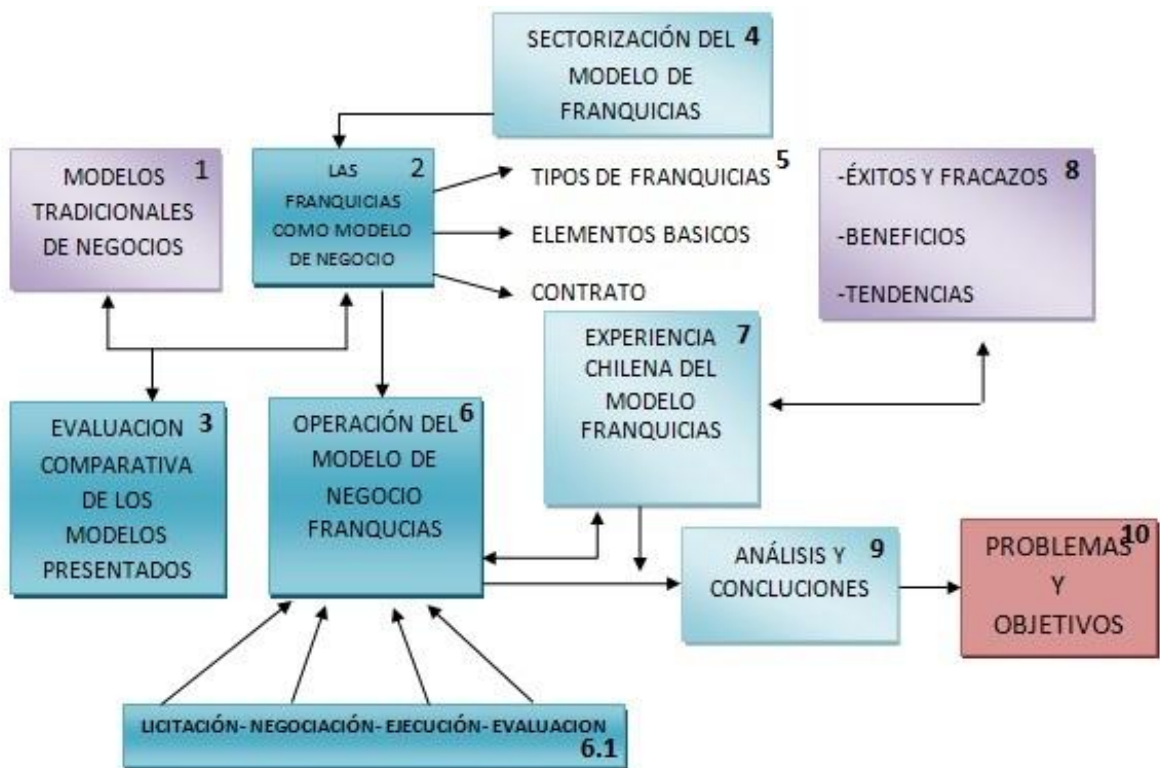 SECTORIZACIÓN DEL 4
MODELO DE
FRANQUICIAS
MODELOS 1
TRADICIONALES
DE NEGOCIOS
LAS 2
FRANQUICIAS
COMO MODELO
DE NEGOCIO
TIPOS DE FRANQUICIAS 5
ELEMENTOS BASICOS
CONTRATO
-ÉXITOS Y FRACAZOS 8
-BENEFICIOS
-TENDENCIAS
EVALUACION 3
COMPARATIVA
DE LOS
MODELOS
PRESENTADOS
OPERACIÓN DEL 6
MODELO DE
NEGOCIO
FRANQUCIAS
EXPERIENCIA 7
CHILENA DEL
MODELO
FRANQUICIAS
ANÁLISIS Y 9
CONCLUCIONES
PROBLEMAS 10
Y
OBJETIVOS
LICITACIÓN- NEGOCIACIÓN- EJECUCIÓN- EVALUACION
6.1